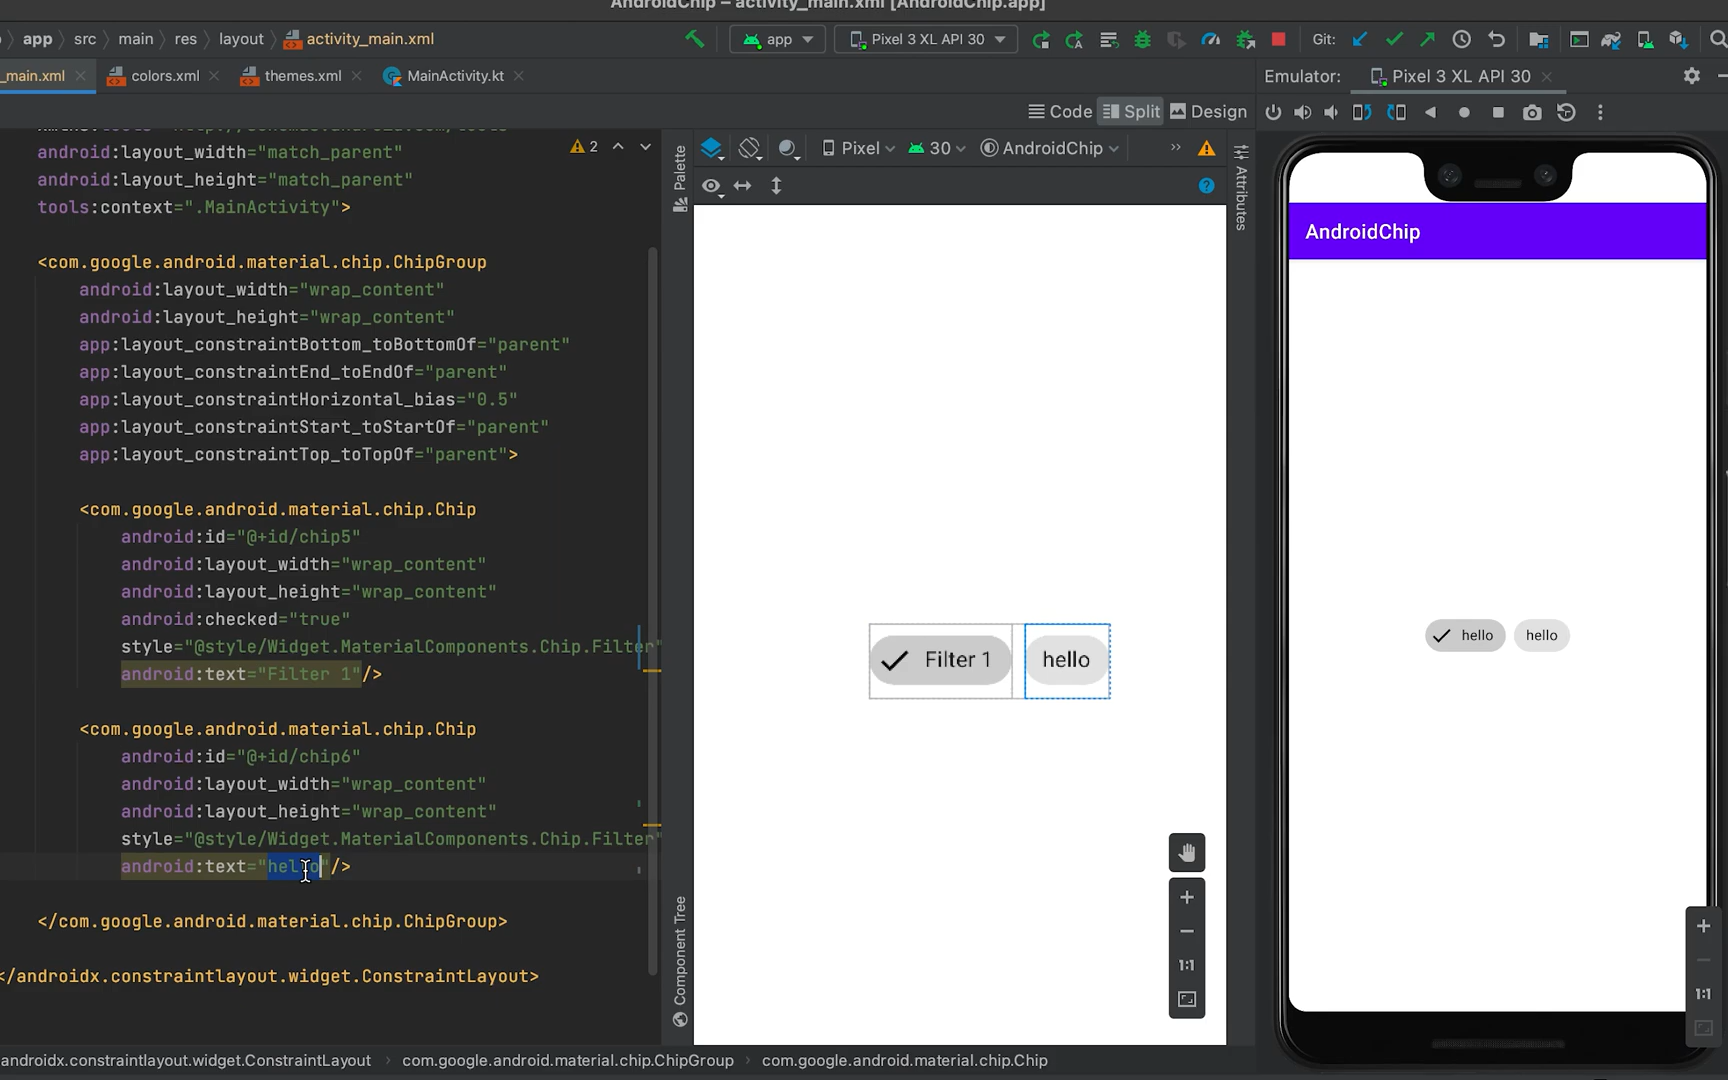 AndroidChip – activity_main.xml [AndroidChip.app]
app src main res layout activity_main.xml
app
Pixel 3 XL API 30
Git:
_main.xml
colors.xml
themes.xml
MainActivity.kt
Emulator:
Pixel 3 XL API 30
Code
Split
Design
android:layout_width="match_parent"
android:layout_height="match_parent"
tools:context=".MainActivity">
2
<com.google.android.material.chip.ChipGroup
android:layout_width="wrap_content"
android:layout_height="wrap_content"
app:layout_constraintBottom_toBottomOf="parent"
app:layout_constraintEnd_toEndOf="parent"
app:layout_constraintHorizontal_bias="0.5"
app:layout_constraintStart_toStartOf="parent"
app:layout_constraintTop_toTopOf="parent">
<com.google.android.material.chip.Chip
android:id="@+id/chip5"
android:layout_width="wrap_content"
android:layout_height="wrap_content"
android:checked="true"
style="@style/Widget.MaterialComponents.Chip.Filter"
android:text="Filter 1"/>
<com.google.android.material.chip.Chip
android:id="@+id/chip6"
android:layout_width="wrap_content"
android:layout_height="wrap_content"
style="@style/Widget.MaterialComponents.Chip.Filter"
android:text="hello"/>
</com.google.android.material.chip.ChipGroup>
</androidx.constraintlayout.widget.ConstraintLayout>
Palette
Component Tree
Pixel
30
AndroidChip
Attributes
Filter 1
hello
1:1
AndroidChip
hello
hello
1:1
androidx.constraintlayout.widget.ConstraintLayout
com.google.android.material.chip.ChipGroup
com.google.android.material.chip.Chip